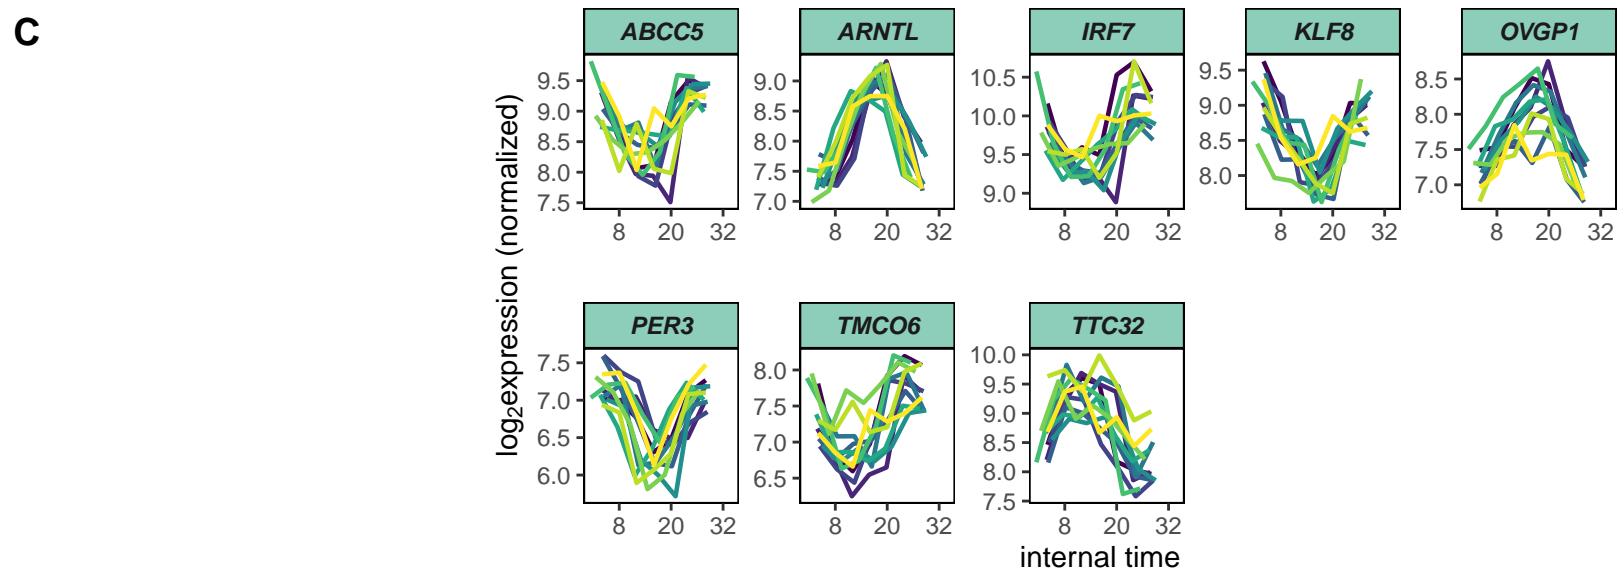 C
ABCC5 ARNTL IRF7 KLF8 OVGP1
9.5 9.0 8.5 8.0 7.5
9.0 8.5 8.0 7.5 7.0
10.5 10.0 9.5 9.0
9.5 9.0 8.5 8.0
8.5 8.0 7.5 7.0
8 20 32 8 20 32 8 20 32 8 20 32 8 20 32
log₂expression (normalized)
PER3 TMCO6 TTC32
7.5 7.0 6.5 6.0
8.0 7.5 7.0 6.5
10.0 9.5 9.0 8.5 8.0 7.5
8 20 32 8 20 32 8 20 32
internal time